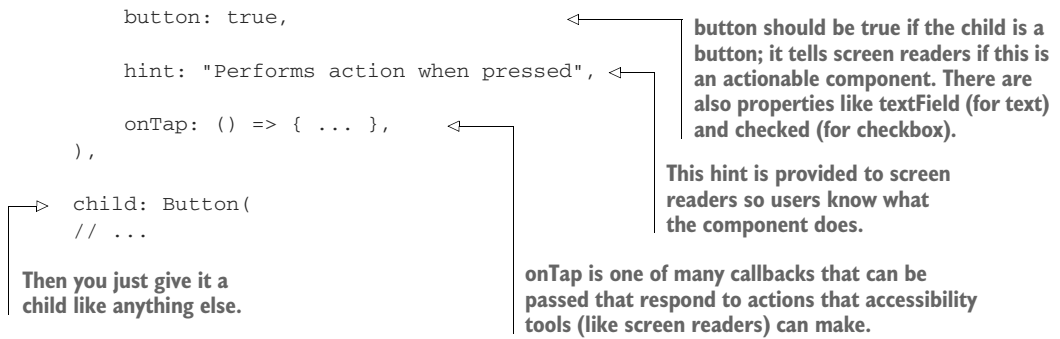 button: true,
button should be true if the child is a
button; it tells screen readers if this is
an actionable component. There are
also properties like textField (for text)
and checked (for checkbox).
hint: "Performs action when pressed",
This hint is provided to screen
readers so users know what
the component does.
onTap: () => { ... },
onTap is one of many callbacks that can be
passed that respond to actions that accessibility
tools (like screen readers) can make.
),
child: Button(
// ...
Then you just give it a
child like anything else.